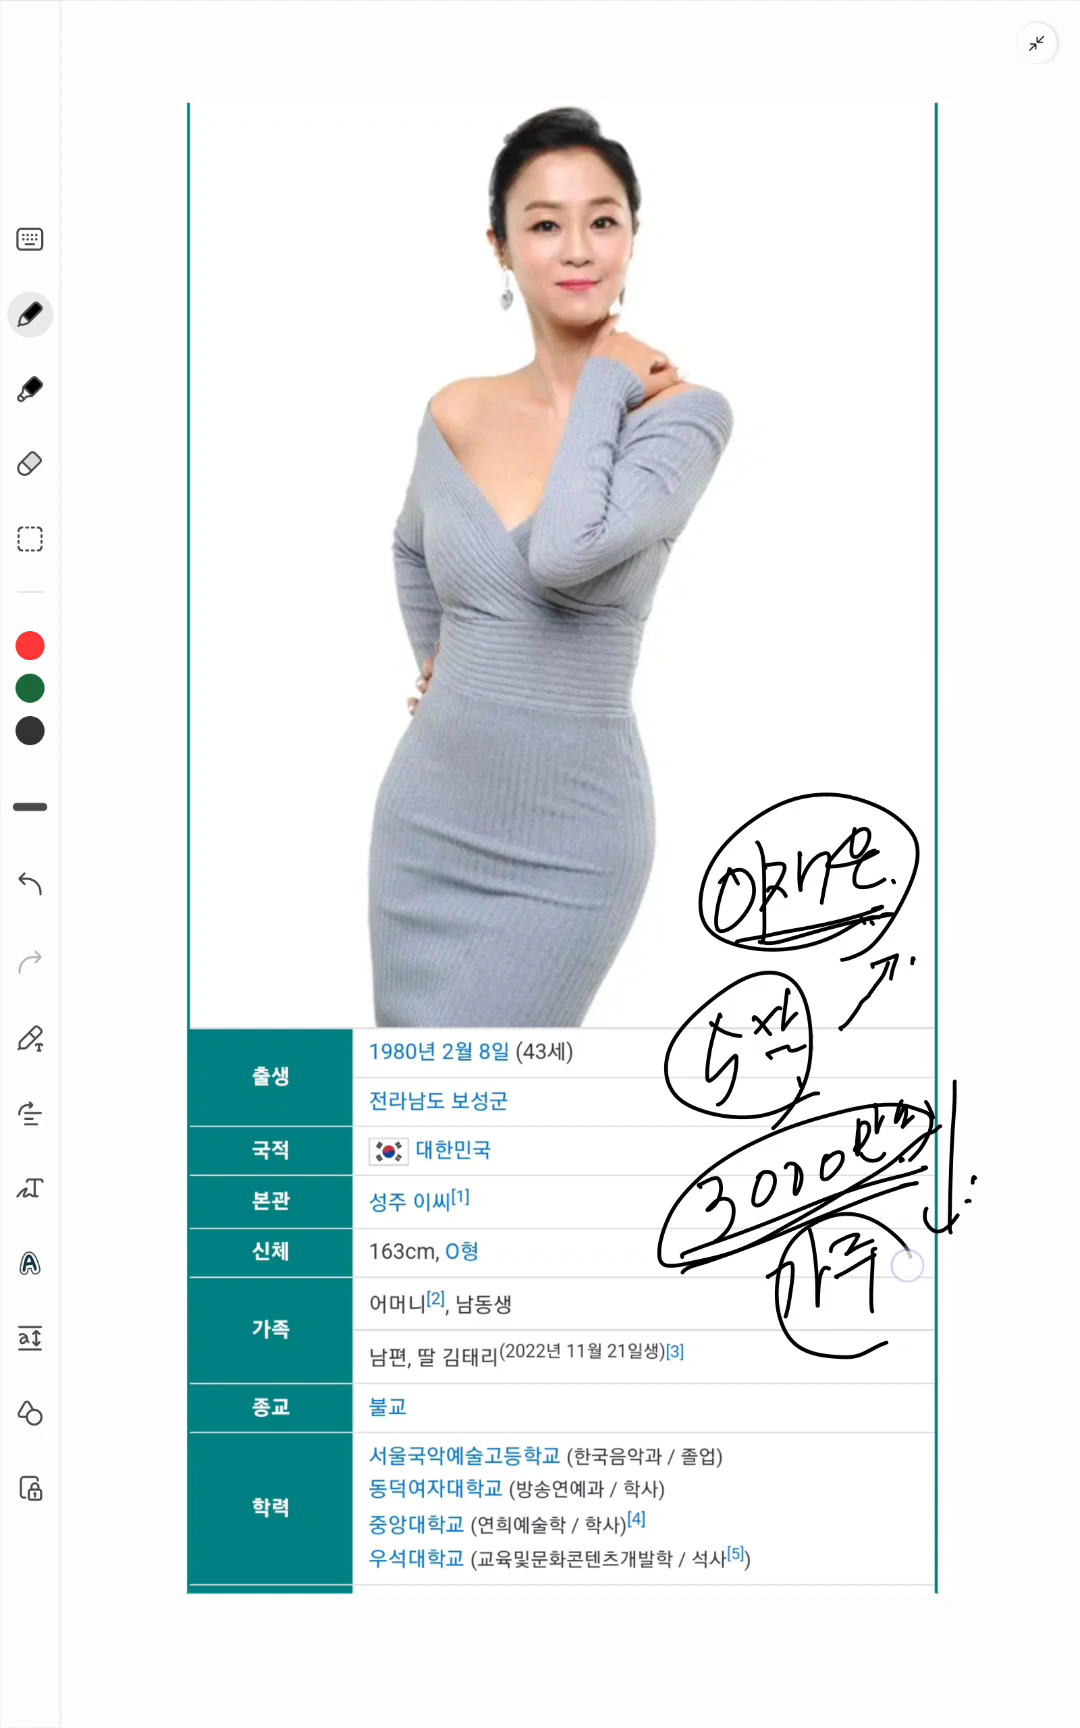 출생
1980년 2월 8일 (43세)
전라남도 보성군
국적
대한민국
본관
성주 이씨[1]
신체
163cm, O형
가족
어머니[2], 남동생
남편, 딸 김태리(2022년 11월 21일생)[3]
종교
불교
학력
서울국악예술고등학교 (한국음악과 / 졸업)
동덕여자대학교 (방송연예과 / 학사)
중앙대학교 (연희예술학 / 학사)[4]
우석대학교 (교육및문화콘텐츠개발학 / 석사[5])
3000
T
T
A
a